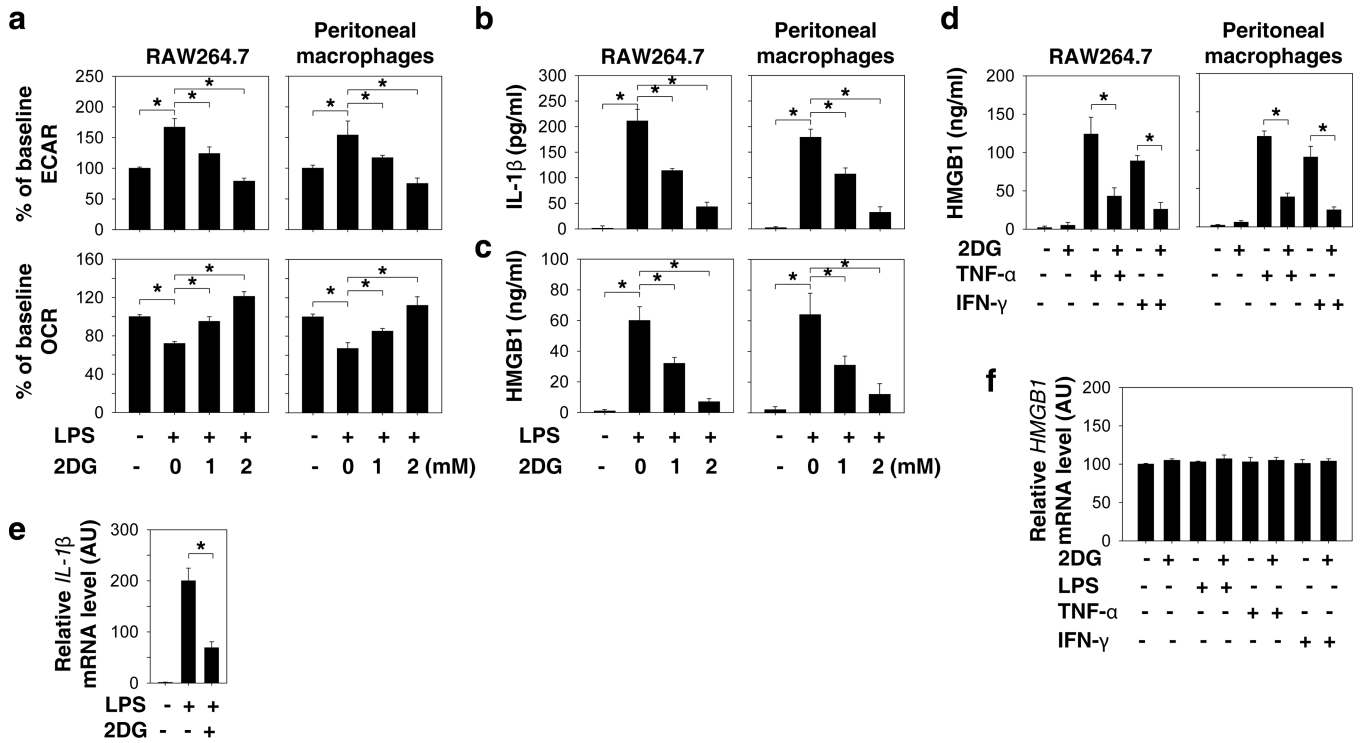 a
RAW264.7
Peritoneal
macrophages
% of baseline
ECAR
250
200
150
100
50
0
* * *
* * *
% of baseline
OCR
160
120
80
40
0
* * *
* * *
LPS - + + + - + + +
2DG - 0 1 2 - 0 1 2 (mM)
b
RAW264.7
Peritoneal
macrophages
IL-1β (pg/ml)
300
250
200
150
100
50
0
* * *
* * *
c
HMGB1 (ng/ml)
100
80
60
40
20
0
* * *
* * *
LPS - + + + - + + +
2DG - 0 1 2 - 0 1 2 (mM)
d
RAW264.7
Peritoneal
macrophages
HMGB1 (ng/ml)
200
150
100
50
0
* *
* *
2DG - + - + - + - + - + - +
TNF-α - - + + - - - - + + - -
IFN-γ - - - - + + - - - - + +
e
Relative IL-1β
mRNA level (AU)
300
200
100
0
*
LPS - + +
2DG - - +
f
Relative HMGB1
mRNA level (AU)
200
150
100
50
0
2DG - + - + - + - +
LPS - - + + - - - -
TNF-α - - - - + + - -
IFN-γ - - - - - - + +